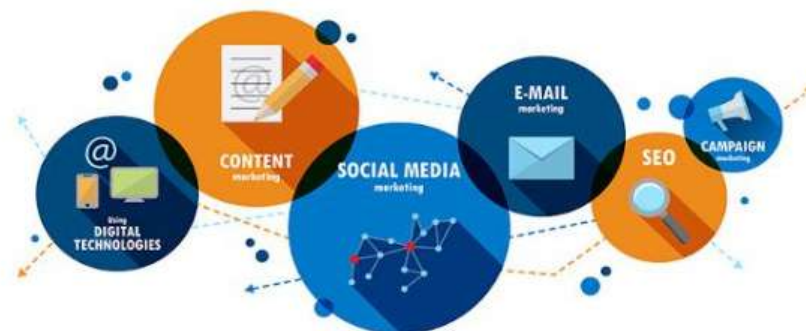 @
Using
DIGITAL
TECHNOLOGIES
@
CONTENT
marketing
SOCIAL MEDIA
marketing
E-MAIL
marketing
SEO
CAMPAIGN
marketing